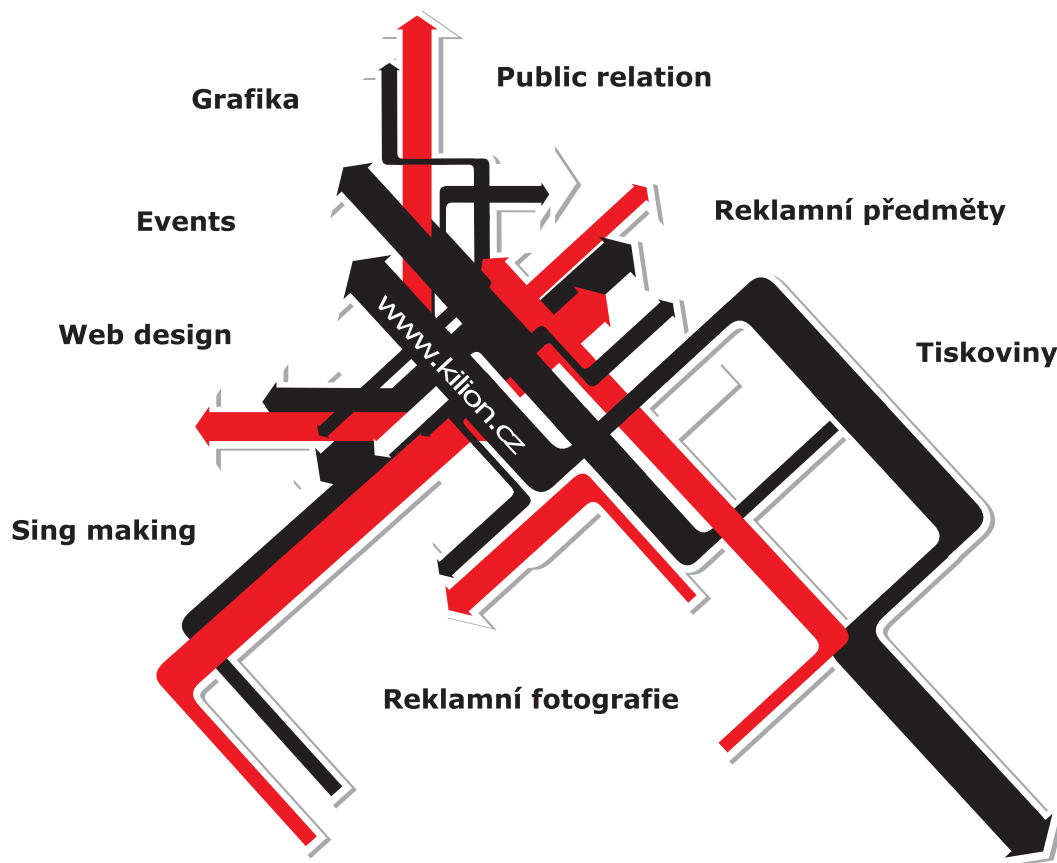 Public relation
Grafika
Reklamní předměty
Events
Web design
www.kilion.cz
Tiskoviny
Sing making
Reklamní fotografie